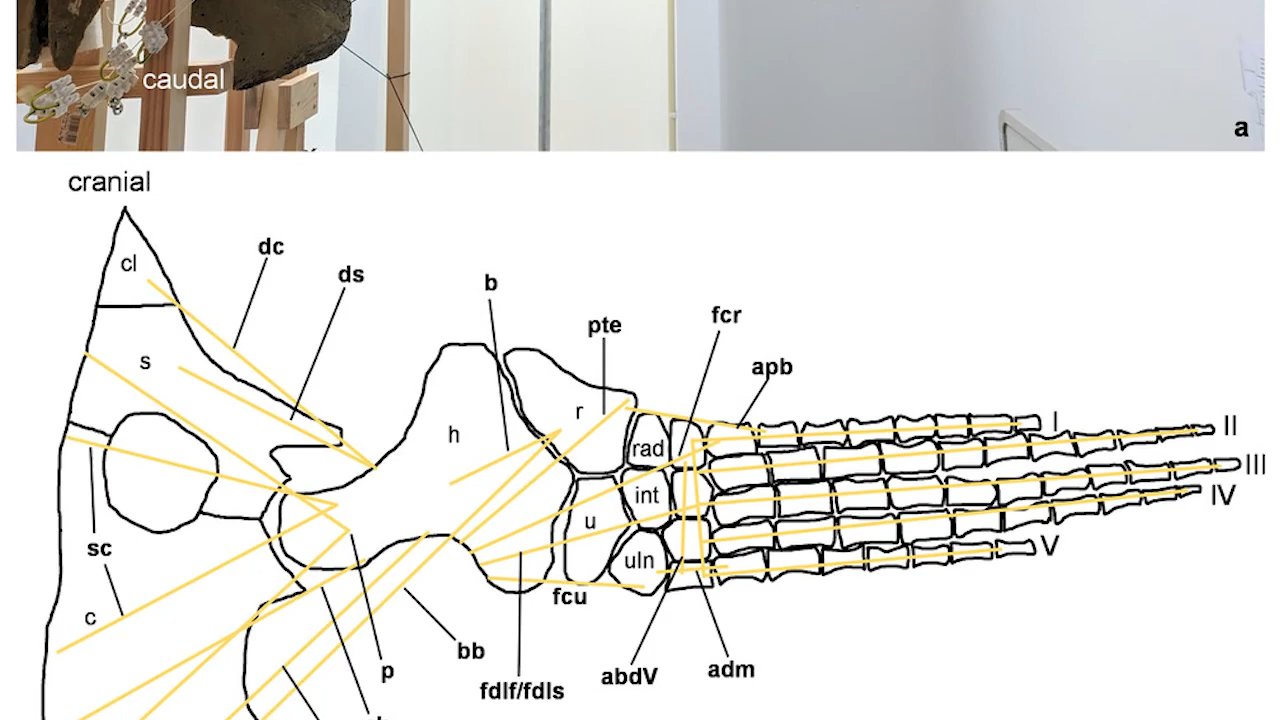 caudal
a
cranial
cl
dc
ds
b
pte
fcr
apb
s
h
r
rad
int
u
uln
I
II
III
IV
V
sc
c
fcu
p
bb
fdlf/fdls
abdV
adm